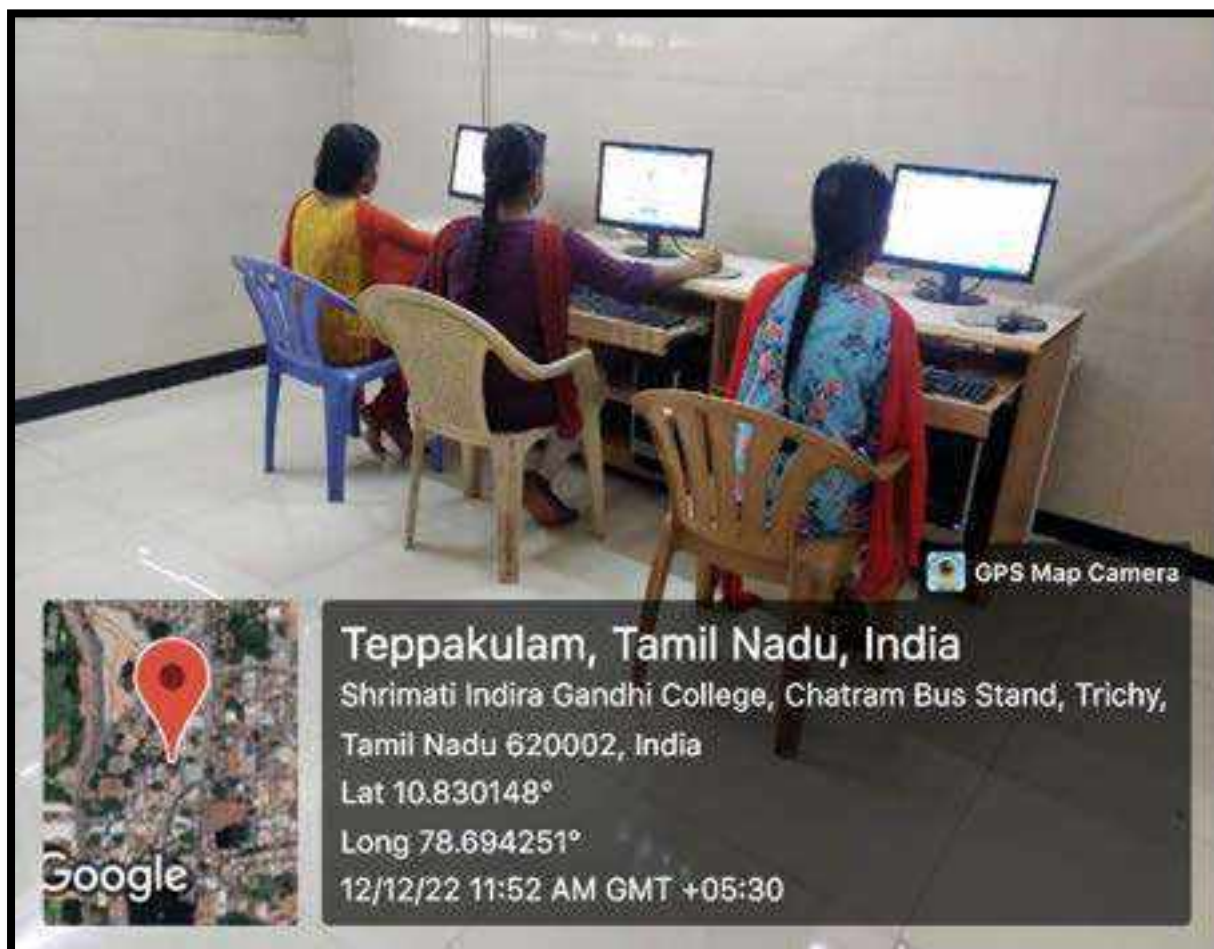 GPS Map Camera
Teppakulam, Tamil Nadu, India
Shrimati Indira Gandhi College, Chatram Bus Stand, Trichy,
Tamil Nadu 620002, India
Lat 10.830148°
Long 78.694251°
12/12/22 11:52 AM GMT +05:30
Google